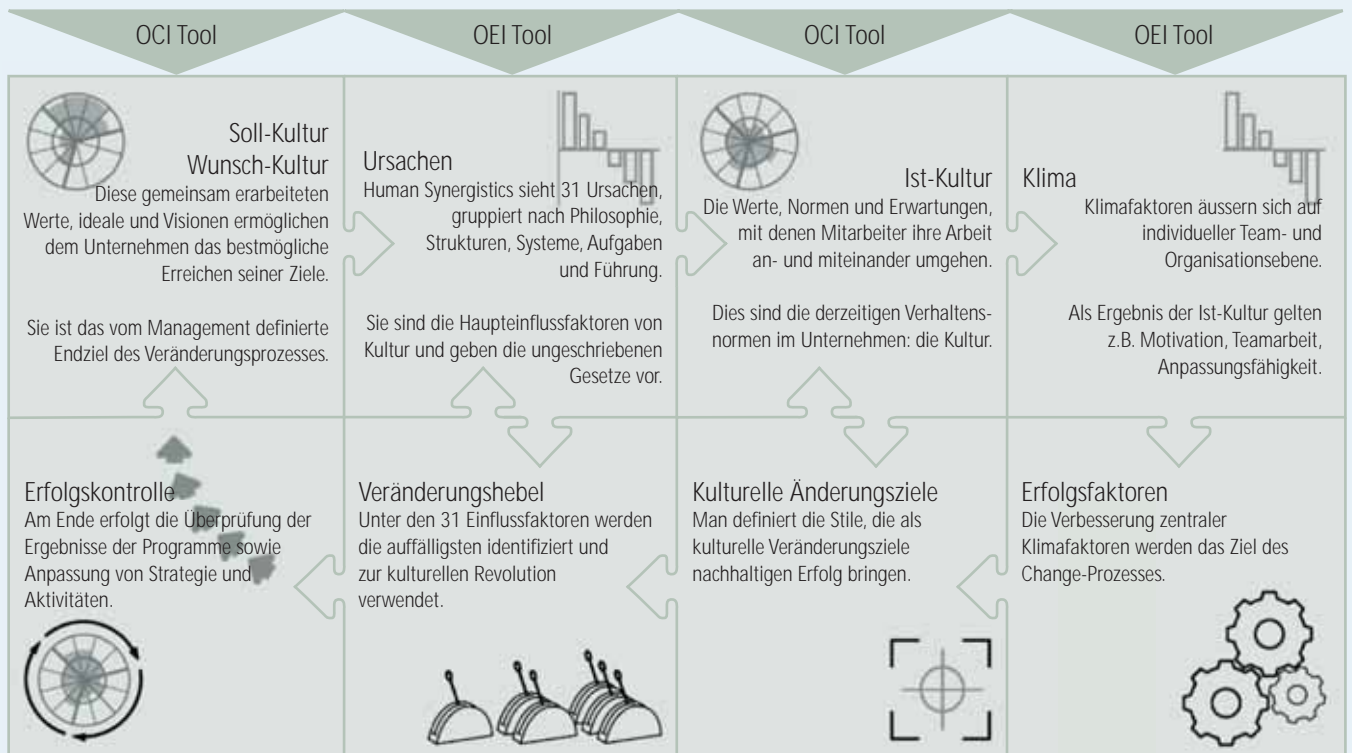 OCI Tool
OEI Tool
OCI Tool
OEI Tool
Soll-Kultur
Wunsch-Kultur
Diese gemeinsam erarbeiteten
Werte, ideale und Visionen ermöglichen
dem Unternehmen das bestmögliche
Erreichen seiner Ziele.
Sie ist das vom Management definierte
Endziel des Veränderungsprozesses.
Ursachen
Human Synergistics sieht 31 Ursachen,
gruppiert nach Philosophie,
Strukturen, Systeme, Aufgaben
und Führung.
Sie sind die Haupteinflussfaktoren von
Kultur und geben die ungeschriebenen
Gesetze vor.
Ist-Kultur
Die Werte, Normen und Erwartungen,
mit denen Mitarbeiter ihre Arbeit
an- und miteinander umgehen.
Dies sind die derzeitigen Verhaltens-
normen im Unternehmen: die Kultur.
Klima
Klimafaktoren äussern sich auf
individueller Team- und
Organisationsebene.
Als Ergebnis der Ist-Kultur gelten
z.B. Motivation, Teamarbeit,
Anpassungsfähigkeit.
Erfolgskontrolle
Am Ende erfolgt die Überprüfung der
Ergebnisse der Programme sowie
Anpassung von Strategie und
Aktivitäten.
Veränderungshebel
Unter den 31 Einflussfaktoren werden
die auffälligsten identifiziert und
zur kulturellen Revolution
verwendet.
Kulturelle Änderungsziele
Man definiert die Stile, die als
kulturelle Veränderungsziele
nachhaltigen Erfolg bringen.
Erfolgsfaktoren
Die Verbesserung zentraler
Klimafaktoren werden das Ziel des
Change-Prozesses.